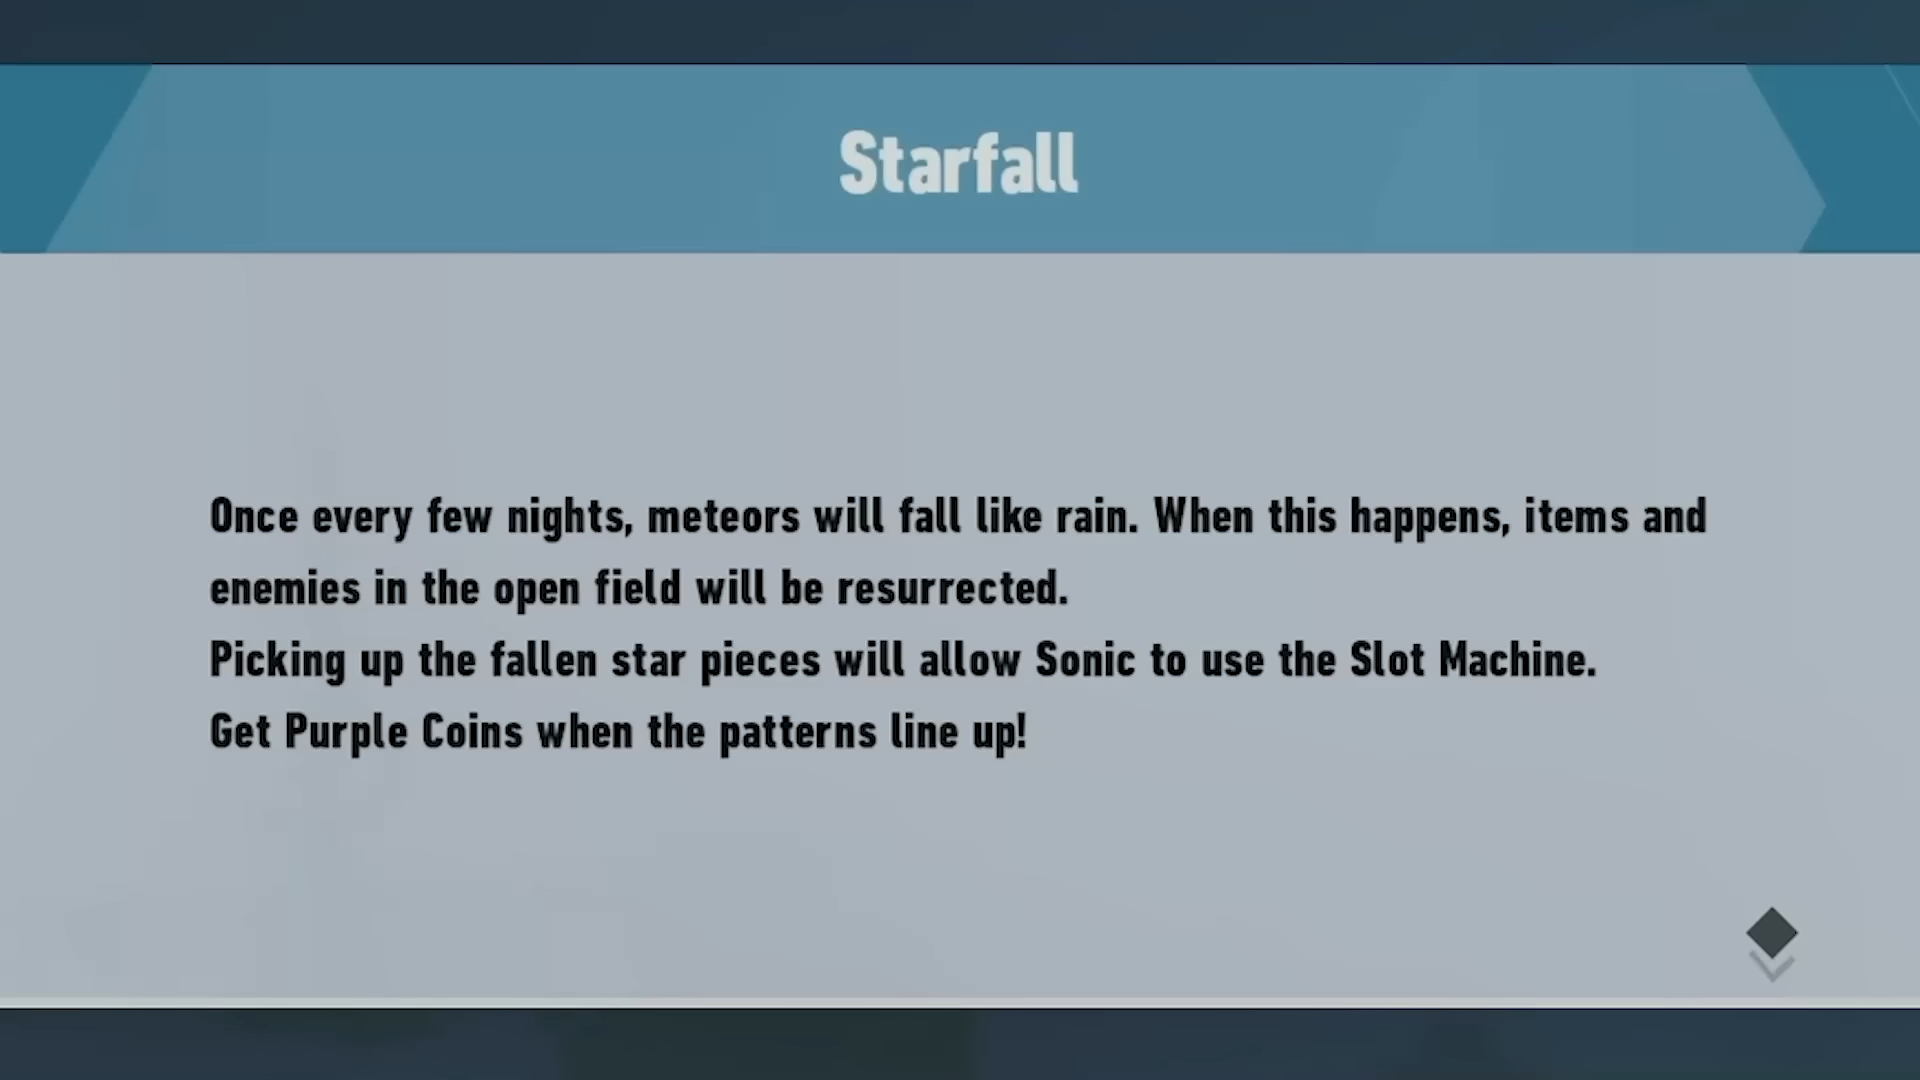 Starfall
Once every few nights, meteors will fall like rain. When this happens, items and
enemies in the open field will be resurrected.
Picking up the fallen star pieces will allow Sonic to use the Slot Machine.
Get Purple Coins when the patterns line up!